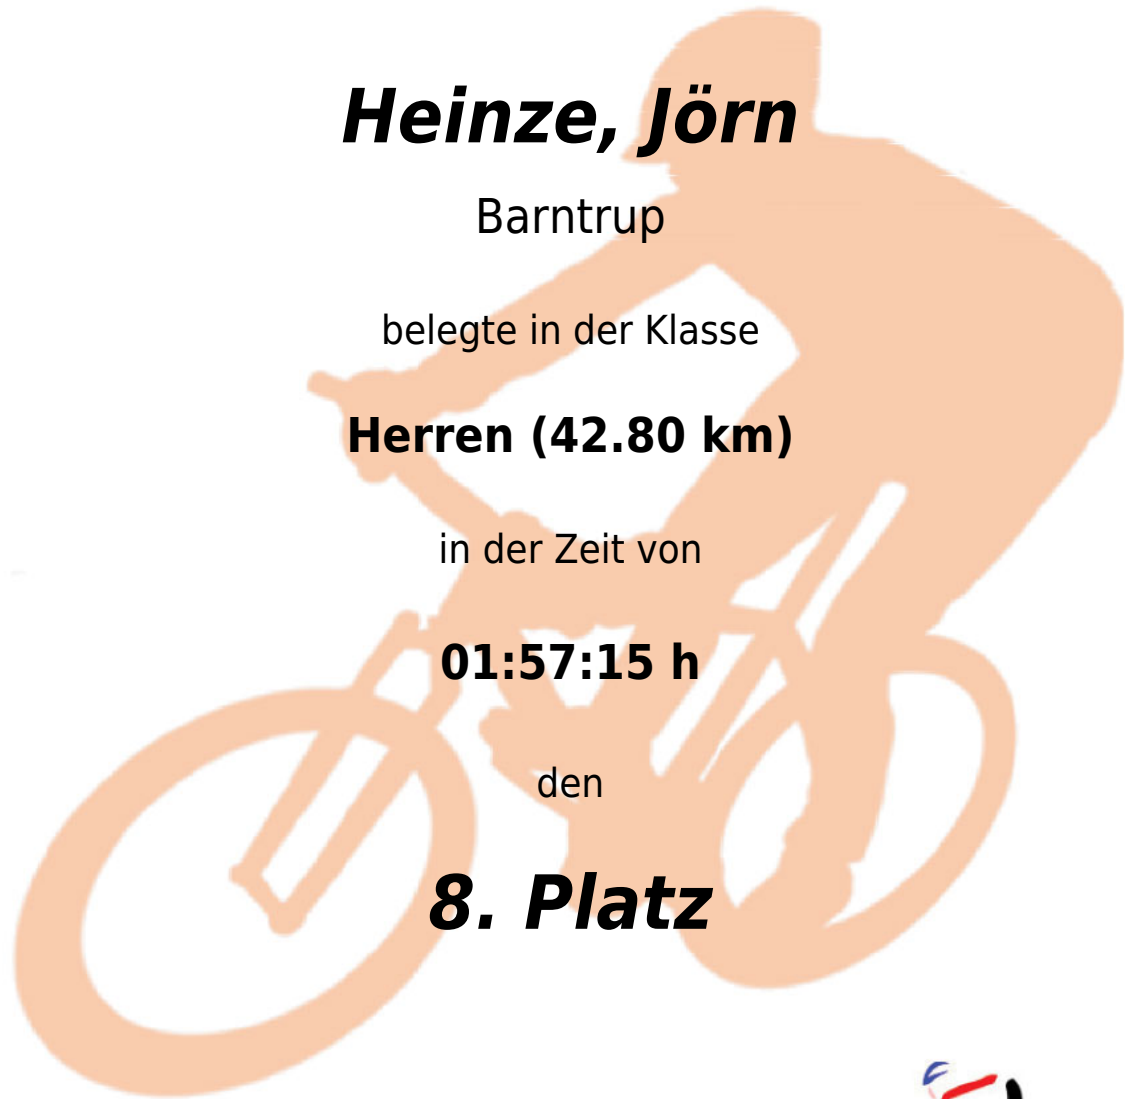 Heinze, Jörn
Barntrup
belegte in der Klasse
Herren (42.80 km)
in der Zeit von
01:57:15 h
den
8. Platz